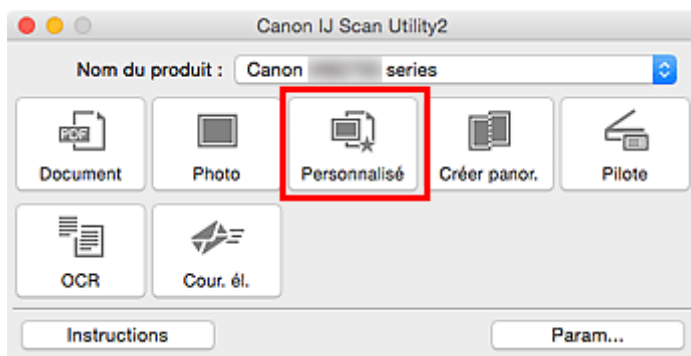 Canon IJ Scan Utility2
Nom du produit : Canon series
PDF
Document Photo Personnalisé Créer panor. Pilote
OCR Cour. él.
Instructions Param...